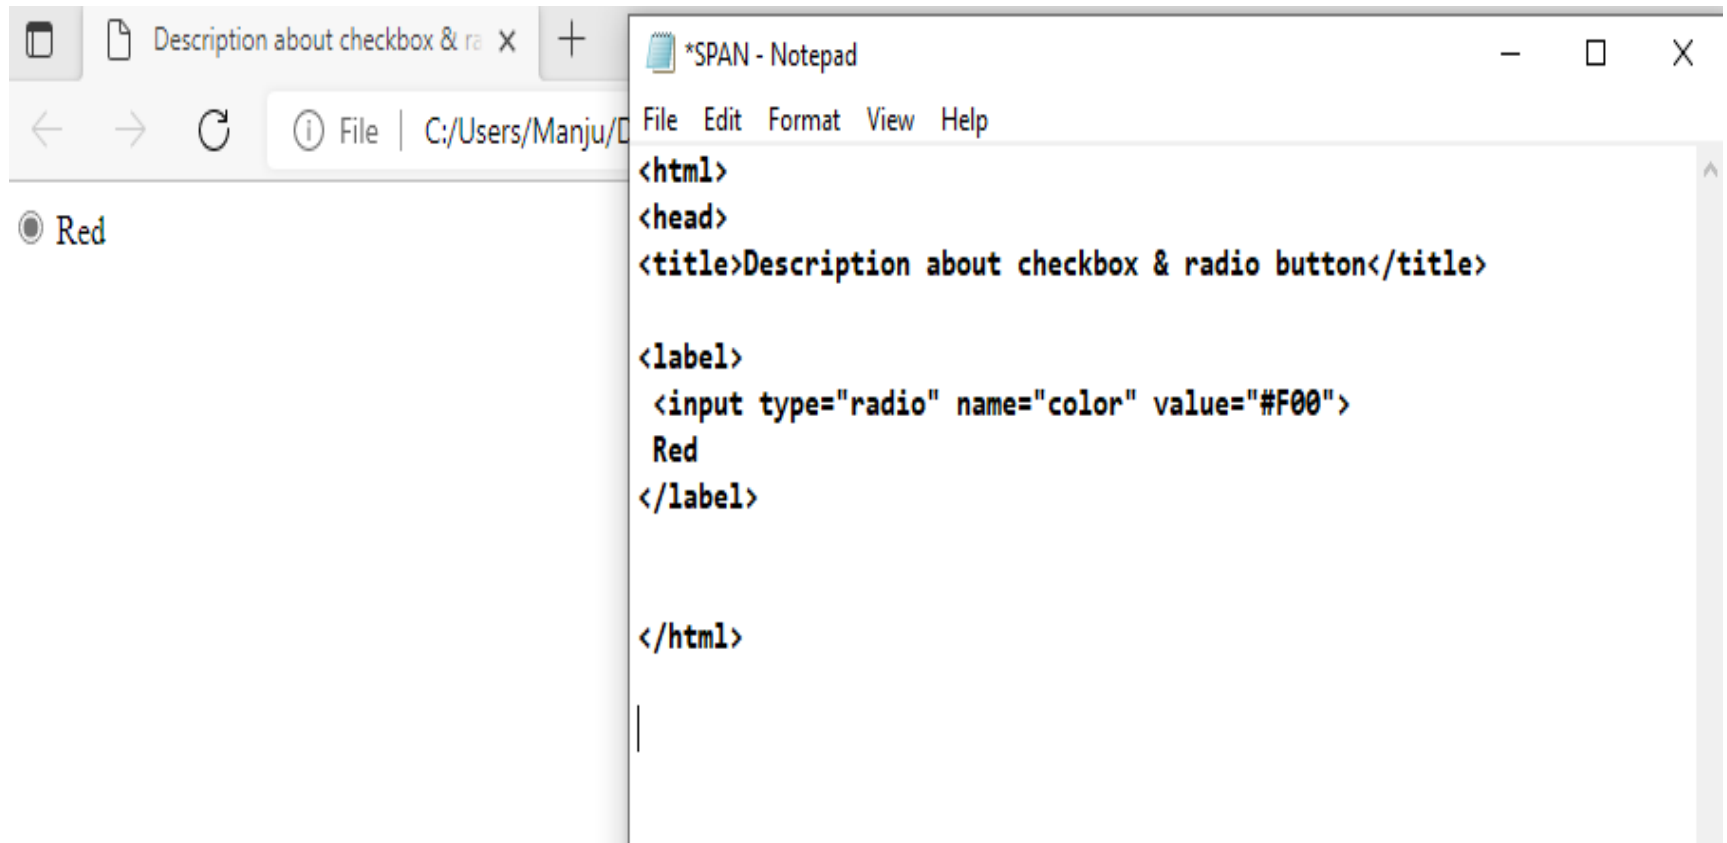 Description about checkbox & ra
File | C:/Users/Manju/D
Red
*SPAN - Notepad
File Edit Format View Help
<html>
<head>
<title>Description about checkbox & radio button</title>
<label>
<input type="radio" name="color" value="#F00">
Red
</label>
</html>